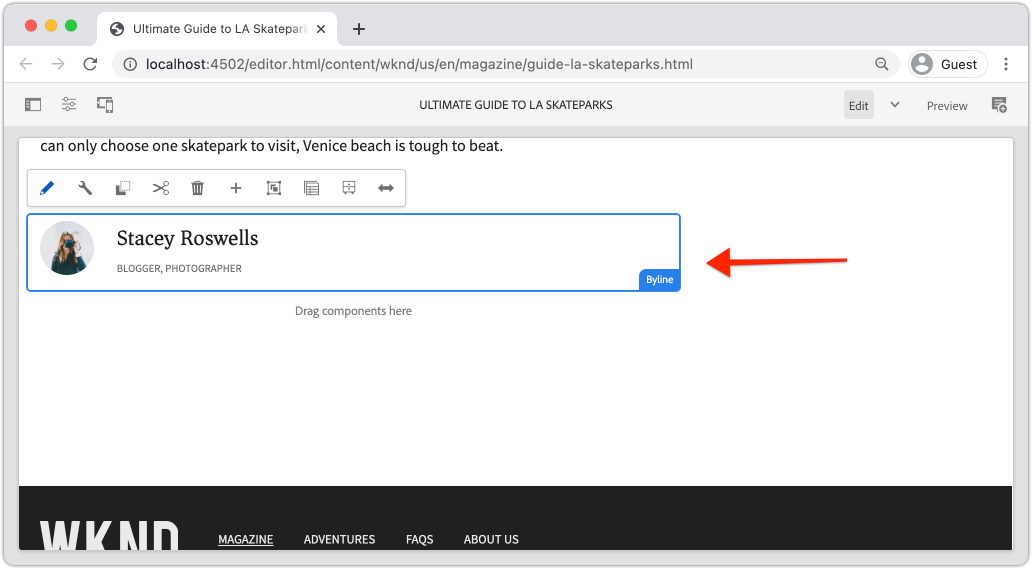 Ultimate Guide to LA Skatepar
localhost:4502/editor.html/content/wknd/us/en/magazine/guide-la-skateparks.html
Guest
ULTIMATE GUIDE TO LA SKATEPARKS
Edit
Preview
can only choose one skatepark to visit, Venice beach is tough to beat.
Stacey Roswells
BLOGGER, PHOTOGRAPHER
Byline
Drag components here
WKND
MAGAZINE
ADVENTURES
FAQS
ABOUT US